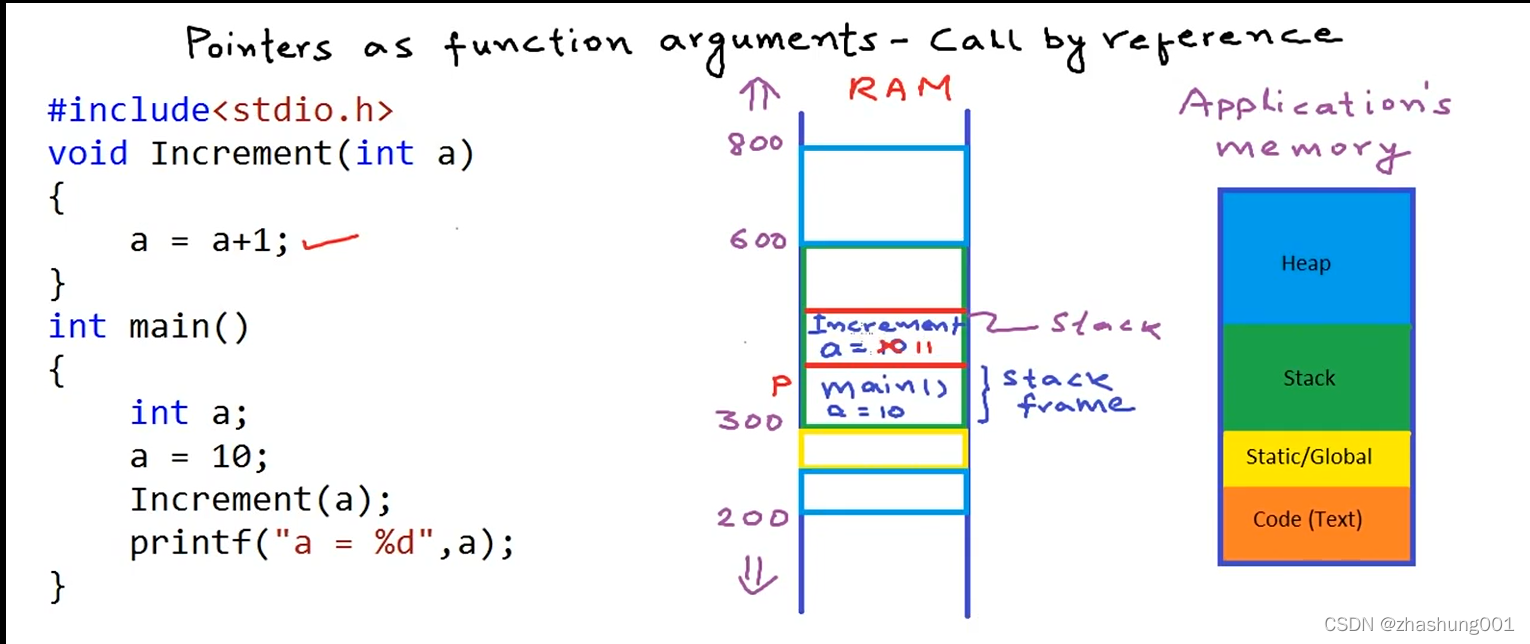 Pointers as function arguments - Call by reference
#include<stdio.h>
void Increment(int a)
{
a = a+1;
}
int main()
{
int a;
a = 10;
Increment(a);
printf("a = %d",a);
}
RAM
800
600
Increment
a = 10 11
Stack
P
main()
a = 10
stack
frame
300
200
Application's
memory
Heap
Stack
Static/Global
Code (Text)
CSDN @zhashung001